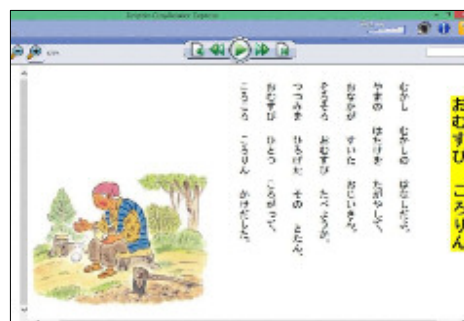 おむすび ころりん
むかし むかしの はなしだよ。
やまの はたけを たがやして、
おなかが すいた おじいさん。
そろそろ おむすび たべようか。
つつみを ひろげた その とたん、
おむすび ひとつ ころがって、
ころころ ころりん かけだした。